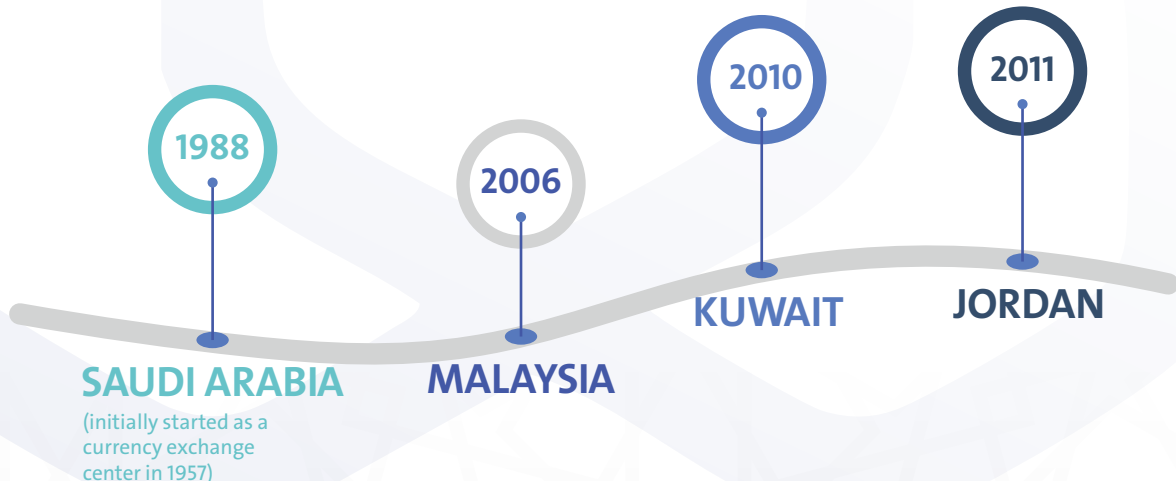 1988
SAUDI ARABIA
(initially started as a
currency exchange
center in 1957)
2006
MALAYSIA
2010
KUWAIT
2011
JORDAN